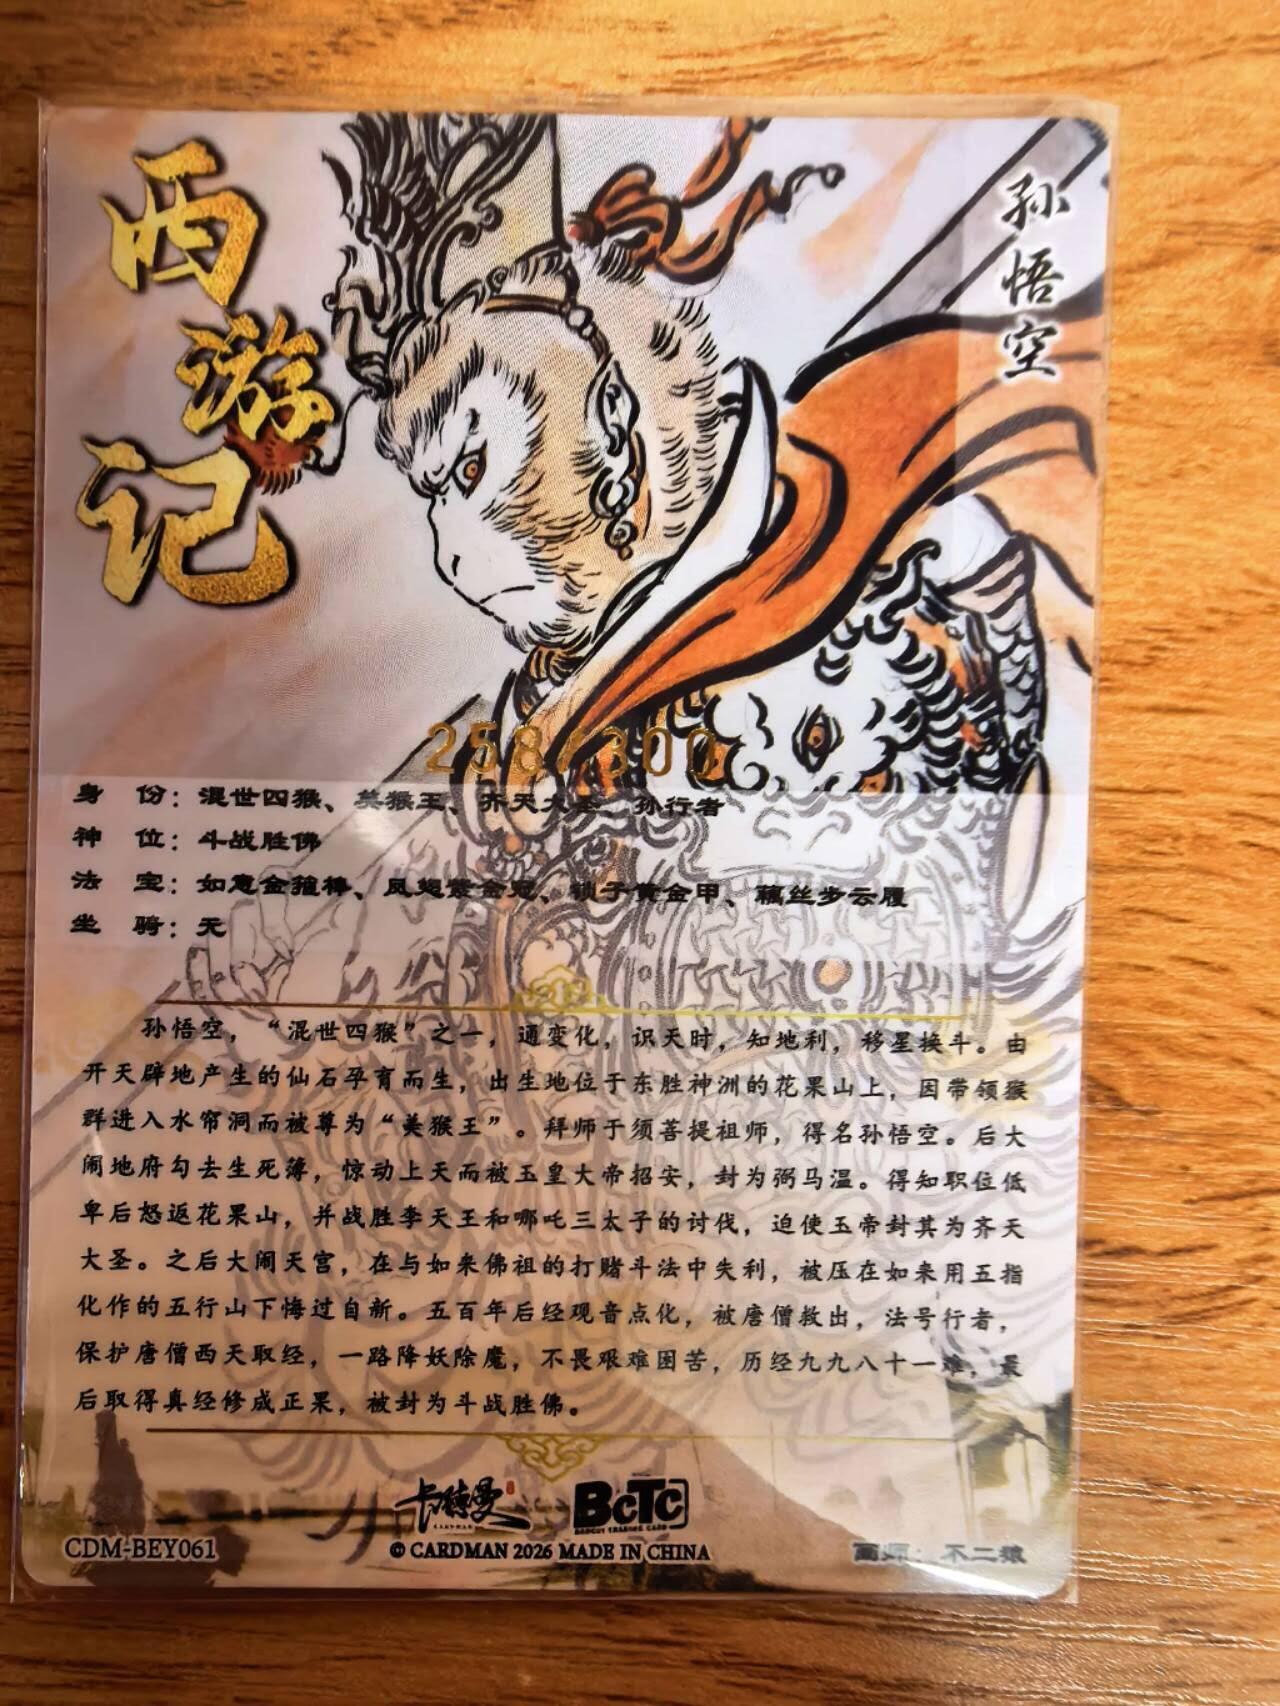 西游记
孙悟空
258/300
身 份：混世四猴、美猴王、齐天大圣、孙行者
神 位：斗战胜佛
法 宝：如意金箍棒、凤翅紫金冠、锁子黄金甲、藕丝步云履
坐 骑：无
孙悟空，“混世四猴”之一，通变化，识天时，知地利，移星换斗。由
开天辟地产生的仙石孕育而生，出生地位于东胜神洲的花果山上，因带领猴
群进入水帘洞而被尊为“美猴王”。拜师于须菩提祖师，得名孙悟空。后大
闹地府勾去生死薄，惊动上天而被玉皇大帝招安，封为弼马温。得知职位低
卑后怒返花果山，并战胜李天王和哪吒三太子的讨伐，迫使玉帝封其为齐天
大圣。之后大闹天宫，在与如来佛祖的打赌斗法中失利，被压在如来用五指
化作的五行山下悔过自新。五百年后经观音点化，被唐僧救出，法号行者，
保护唐僧西天取经，一路降妖除魔，不畏艰难困苦，历经九九八十一难，最
后取得真经修成正果，被封为斗战胜佛。
卡德曼
CARDMAN
BCTC
CDM-BEY061
© CARDMAN 2026 MADE IN CHINA
画师：不二猿